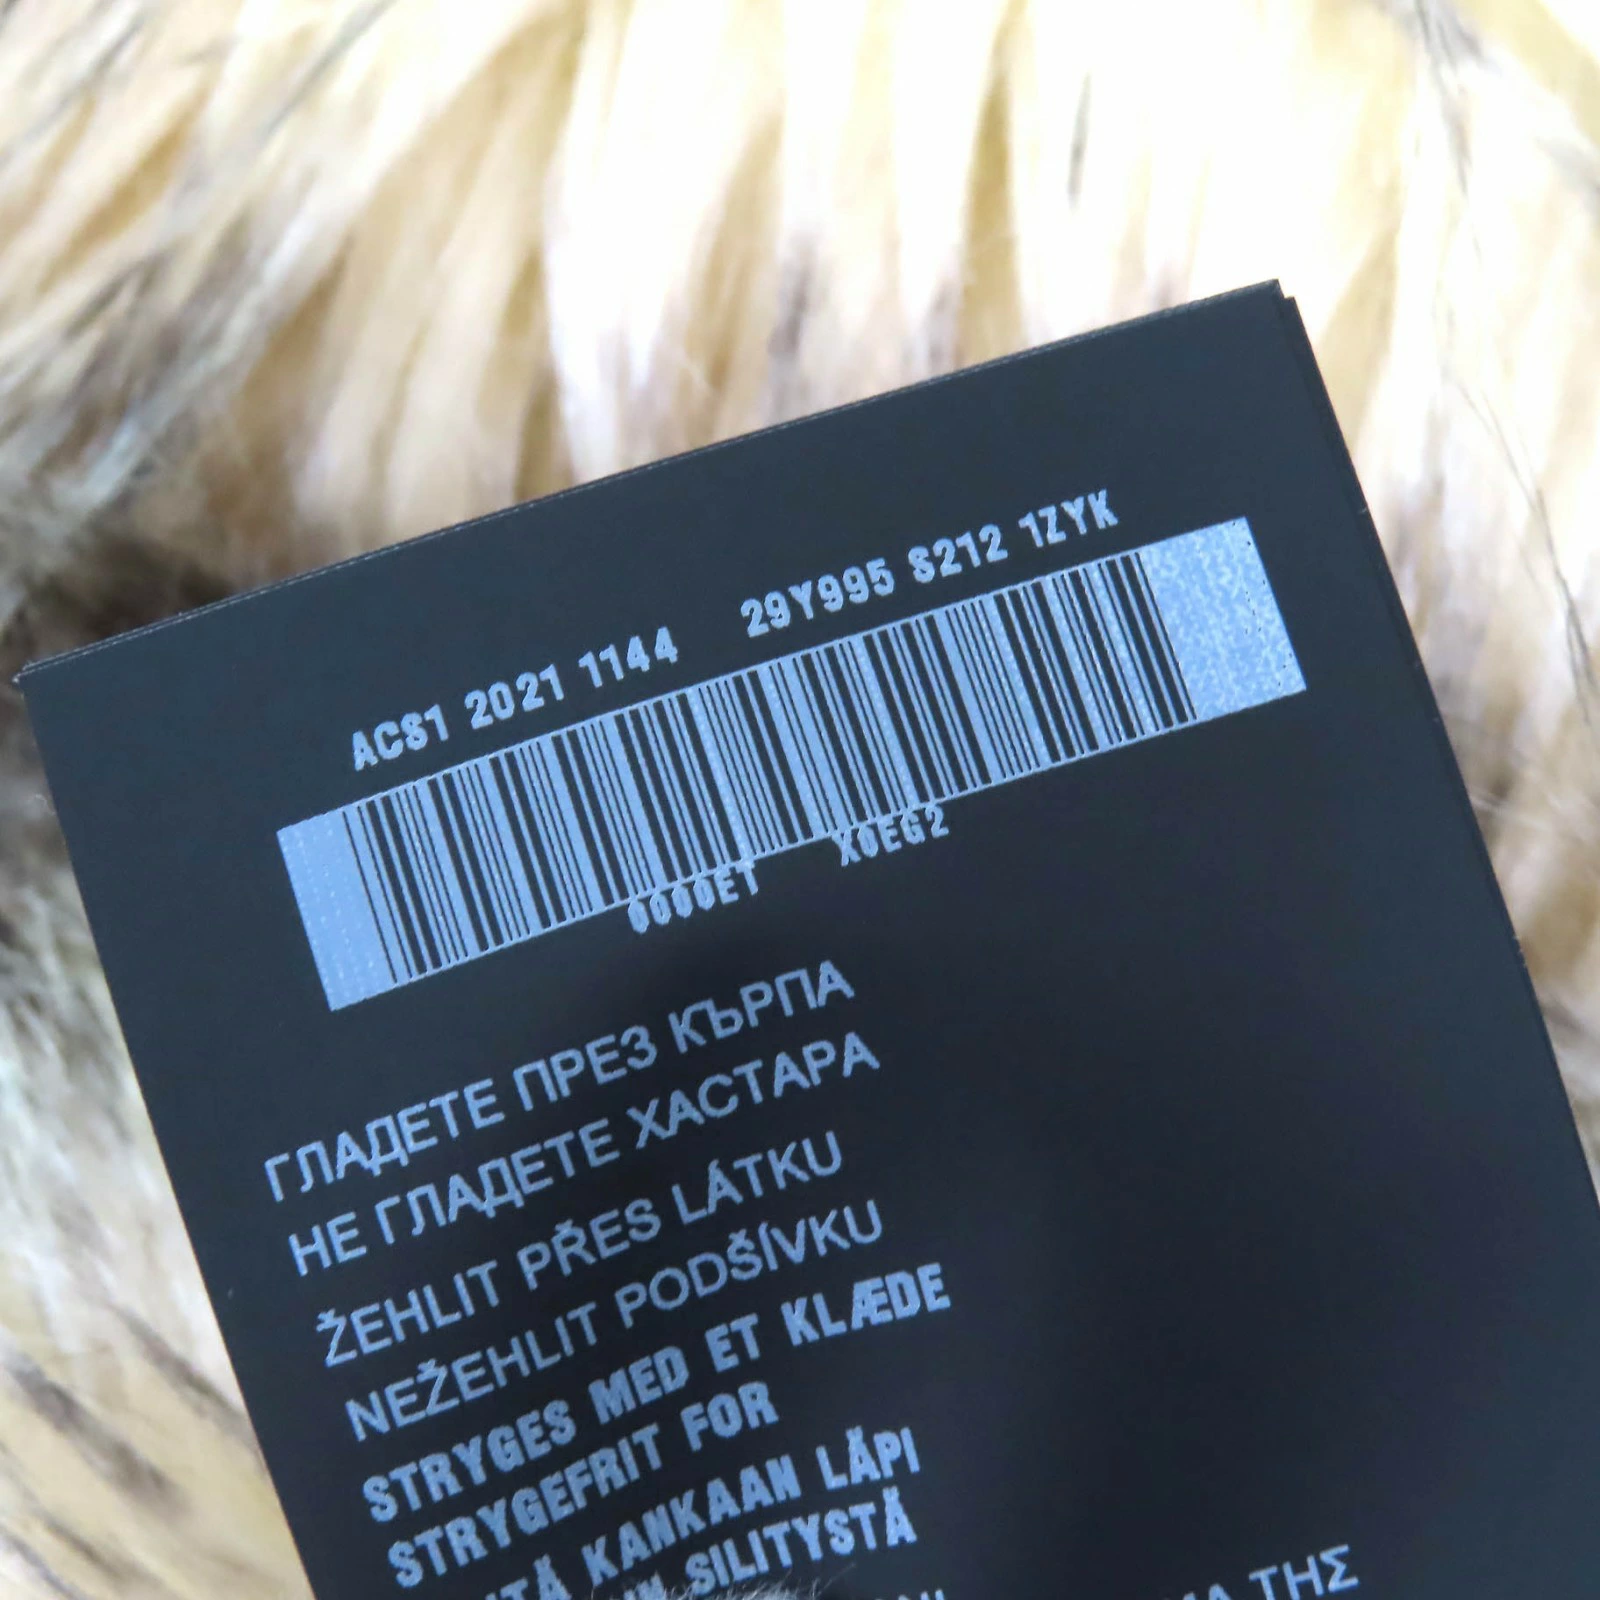 ACS1 2021 1144 29Y995 S212 1ZYK
0000ET X0EG2
ГЛАДЕТЕ ПРЕЗ КЪРПА
НЕ ГЛАДЕТЕ ХАСТАРА
ŽEHLIT PŘES LÁTKU
NEŽEHLIT PODŠÍVKU
STRYGES MED ET KLÆDE
STRYGEFRIT FOR
KANKAAN LÄPI
SILITYSTÄ
ΤΗΣ